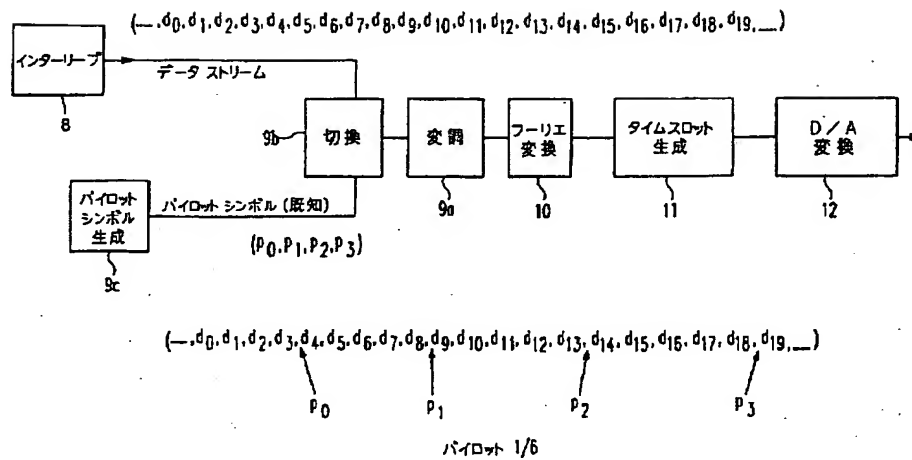 (—,d0,d1,d2,d3,d4,d5,d6,d7,d8,d9,d10,d11,d12,d13,d14,d15,d16,d17,d18,d19,—)
インターリーブ
8
データ ストリーム
9b
切換
変調
9a
フーリエ
変換
10
タイムスロット
生成
11
D/A
変換
12
パイロット
シンボル
生成
9c
パイロット シンボル(既知)
(p0,p1,p2,p3)
(—,d0,d1,d2,d3,d4,d5,d6,d7,d8,d9,d10,d11,d12,d13,d14,d15,d16,d17,d18,d19,—)
p0
p1
p2
p3
パイロット 1/6